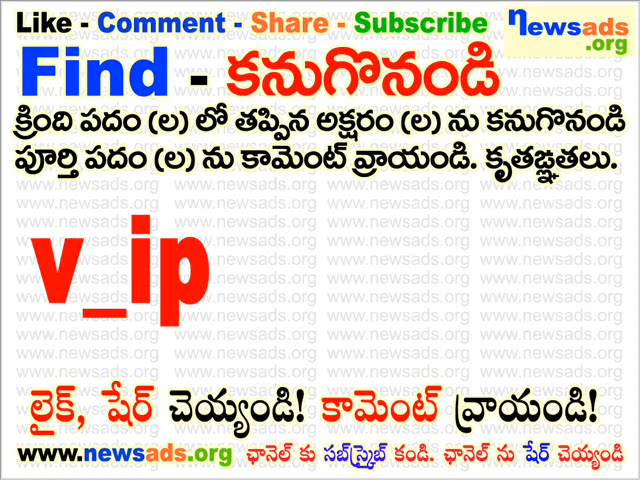 Like - Comment - Share - Subscribe
newsads
.org
Find - కనుగొనండి
క్రింది పదం (ల) లో తప్పిన అక్షరం (ల) ను కనుగొనండి
పూర్తి పదం (ల) ను కామెంట్ వ్రాయండి. కృతజ్ఞతలు.
v_ip
లైక్, షేర్ చెయ్యండి! కామెంట్ వ్రాయండి!
www.newsads.org ఛానెల్ కు సబ్‌స్క్రైబ్ కండి. ఛానెల్ ను షేర్ చెయ్యండి